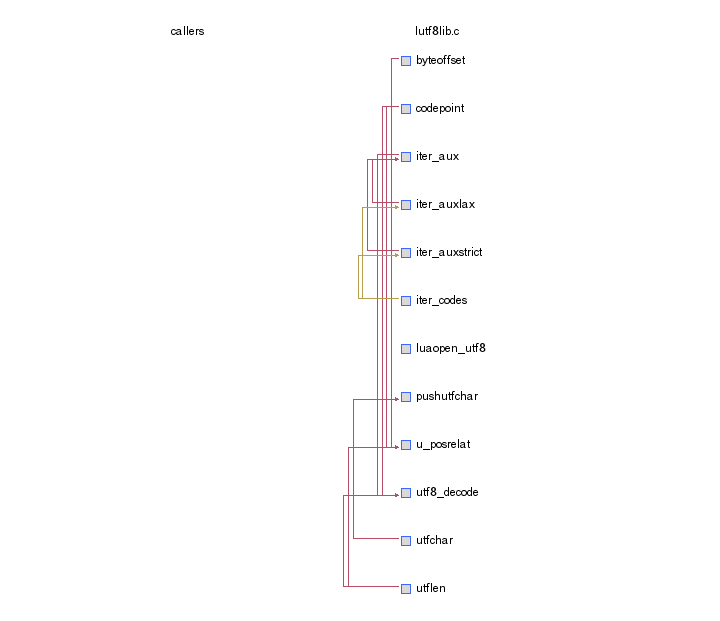 callers
lutf8lib.c
byteoffset
codepoint
iter_aux
iter_auxlax
iter_auxstrict
iter_codes
luaopen_utf8
pushutfchar
u_posrelat
utf8_decode
utfchar
utflen